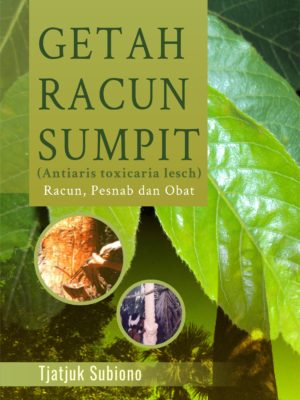 GETAH
RACUN
SUMPIT
(Antiaris toxicaria lesch)
Racun, Pesnab dan Obat
Tjatjuk Subiono